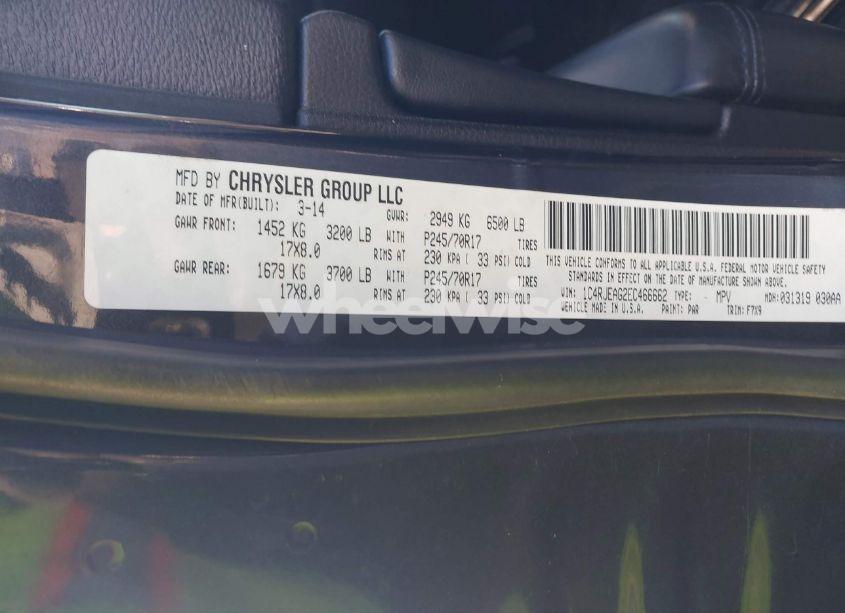 MFD BY CHRYSLER GROUP LLC
DATE OF MFR(BUILT): 3-14 GVWR: 2949 KG 6500 LB
GAWR FRONT: 1452 KG 3200 LB WITH P245/70R17 TIRES
17X8.0 RIMS AT 230 KPA ( 33 PSI) COLD
GAWR REAR: 1679 KG 3700 LB WITH P245/70R17 TIRES
17X8.0 RIMS AT 230 KPA ( 33 PSI) COLD
THIS VEHICLE CONFORMS TO ALL APPLICABLE U.S.A. FEDERAL MOTOR VEHICLE SAFETY
STANDARDS IN EFFECT ON THE DATE OF MANUFACTURE SHOWN ABOVE.
VIN: 1C4RJEAG2EC466662 TYPE: MPV MDH: 031319 030AA
VEHICLE MADE IN U.S.A. PAINT: PAR TRIM: F7X9
wheelwise